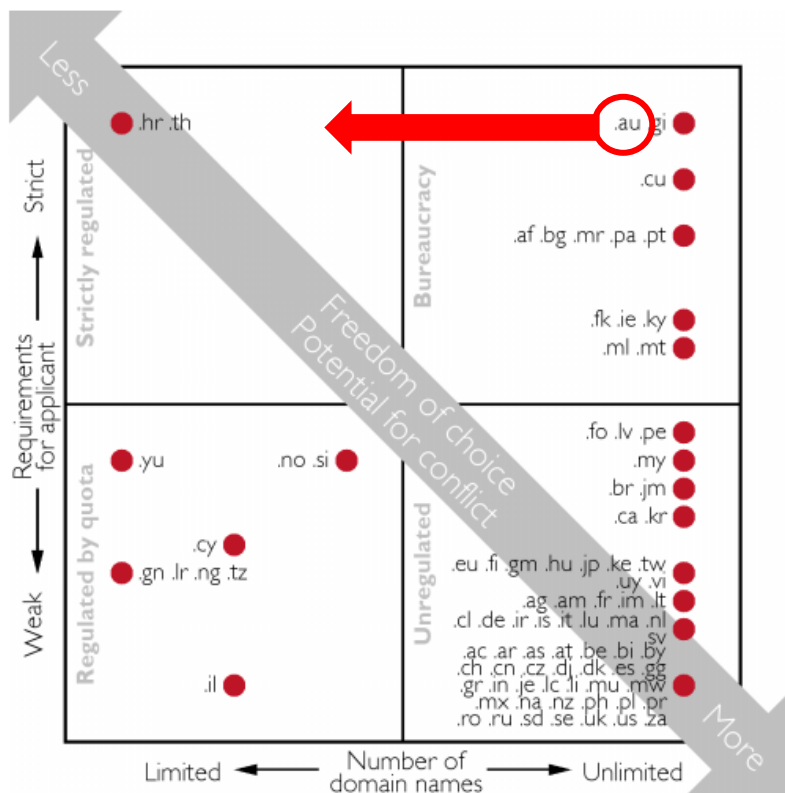 Less
.hr .th
.au .gi
.cu
.af .bg .mr .pa .pt
.fk .ie .ky
.ml .mt
Strictly regulated
Bureaucracy
Strict
Requirements
for applicant
Weak
Freedom of choice
Potential for conflict
.yu
.no .si
.cy
.gn .lr .ng .tz
.il
Regulated by quota
Unregulated
.fo .lv .pe
.my
.br .jm
.ca .kr
.eu .fi .gm .hu .jp .ke .tw
.uy .vi
.ag .am .fr .im .lt
.cl .de .ir .is .it .lu .ma .nl
sv
.ac .ar .as .at .be .bi .by
.ch .cn .cz .dj .dk .es .gg
.gr .in .je .lc .li .mu .mw
.mx .na .nz .ph .pl .pr
.ro .ru .sd .se .uk .us .za
More
Limited
Number of
domain names
Unlimited